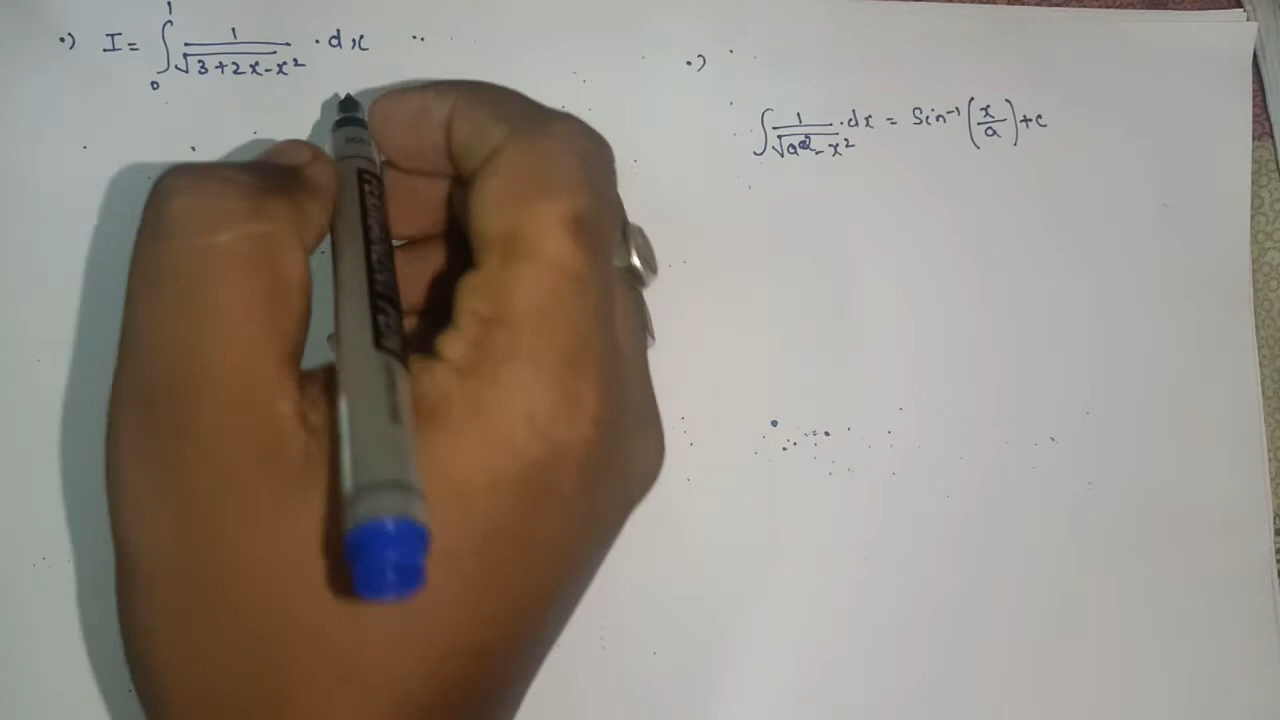 •) I = ∫₀¹ 1/√(3+2x-x²) · dx
•)
∫ 1/√(a²-x²) · dx = Sin⁻¹(x/a) + c